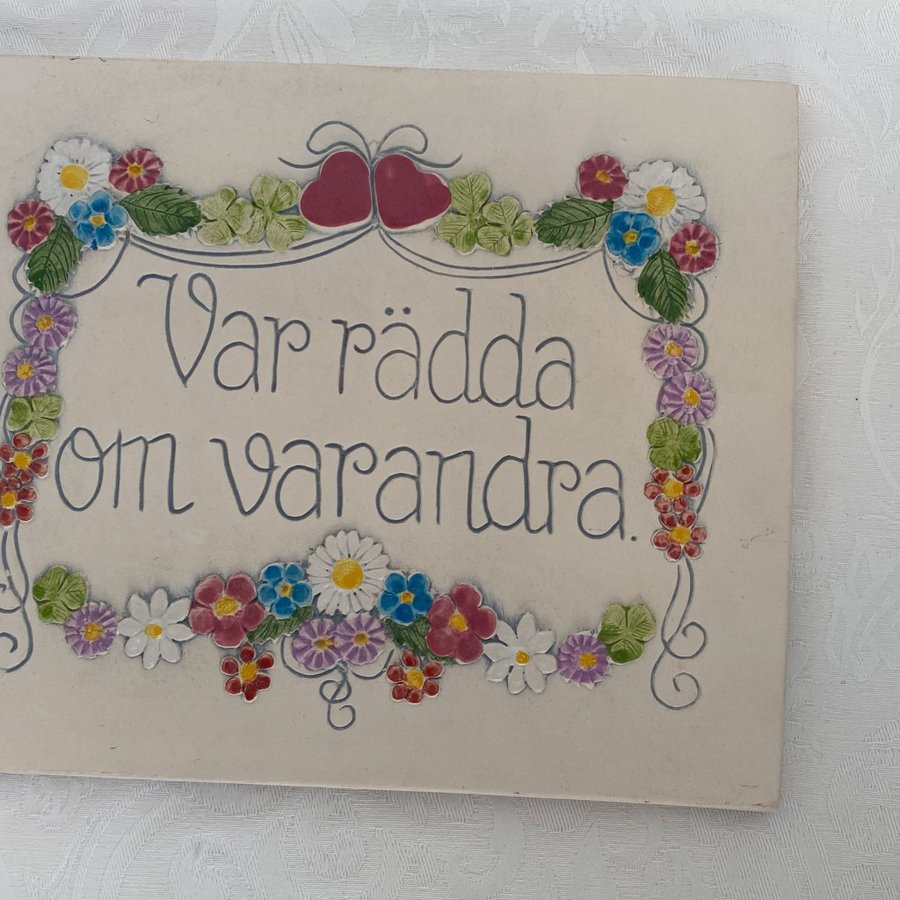 Var rädda
om varandra.